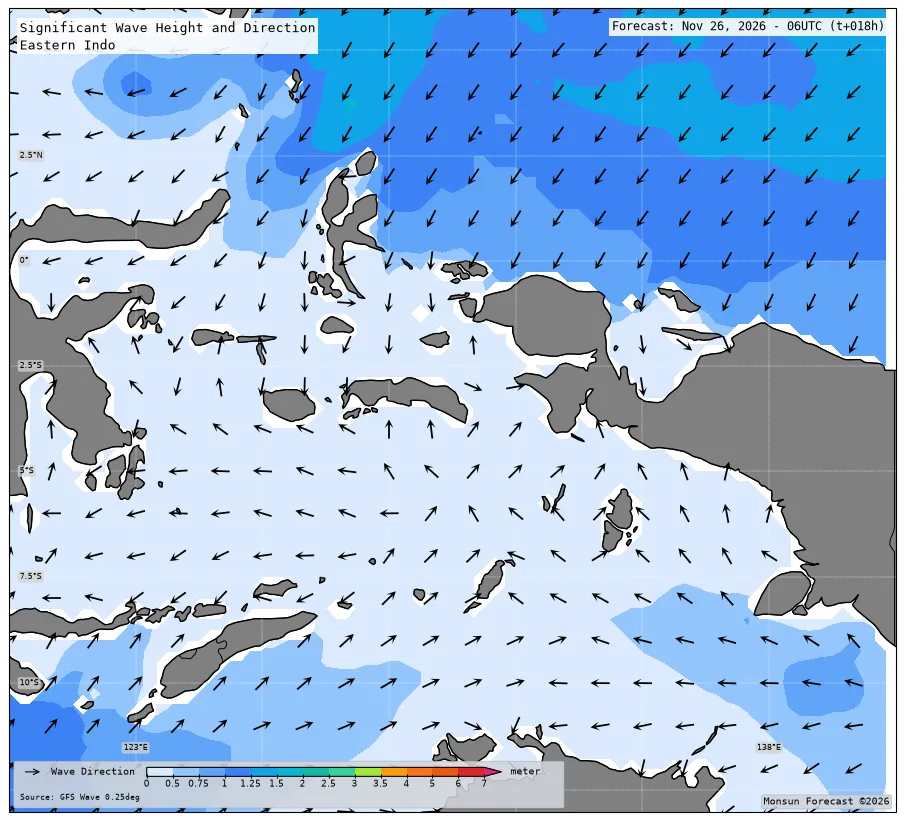 Significant Wave Height and Direction
Eastern Indo
Forecast: Nov 26, 2026 - 06UTC (t+018h)
2.5°N
0°
2.5°S
5°S
7.5°S
10°S
123°E
138°E
Wave Direction
meter
0 0.5 0.75 1 1.25 1.5 2 2.5 3 3.5 4 5 6 7
Source: GFS Wave 0.25deg
Monsun Forecast ©2026